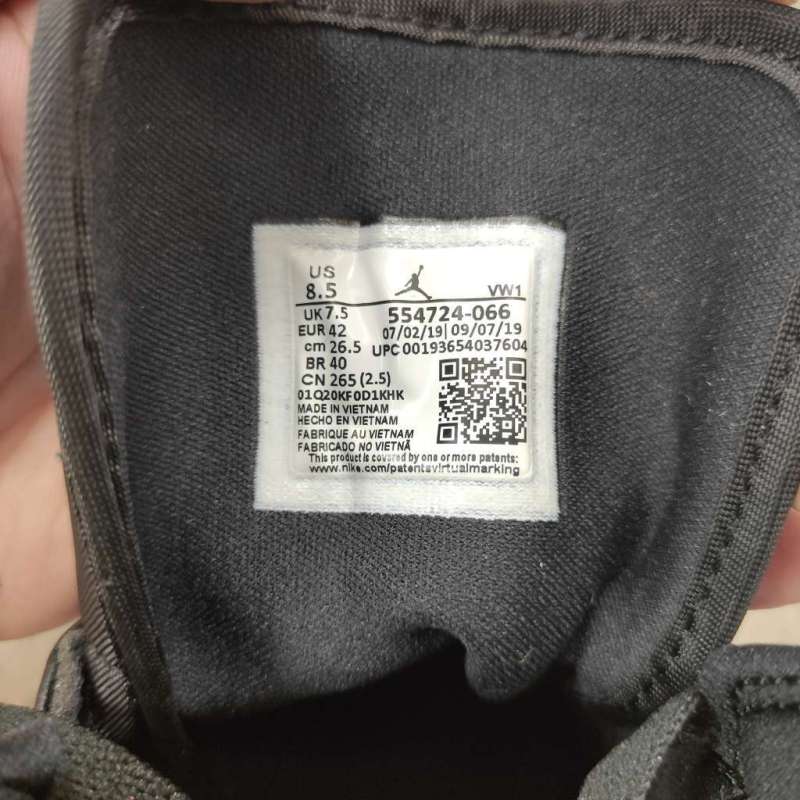 US
8.5
VW1
UK 7.5
554724-066
EUR 42
07/02/19| 09/07/19
cm 26.5
UPC 00193654037604
BR 40
CN 265 (2.5)
01Q20KF0D1KHK
MADE IN VIETNAM
HECHO EN VIETNAM
FABRIQUE AU VIETNAM
FABRICADO NO VIETNÃ
This product is covered by one or more patents:
www.nike.com/patentsvirtualmarking